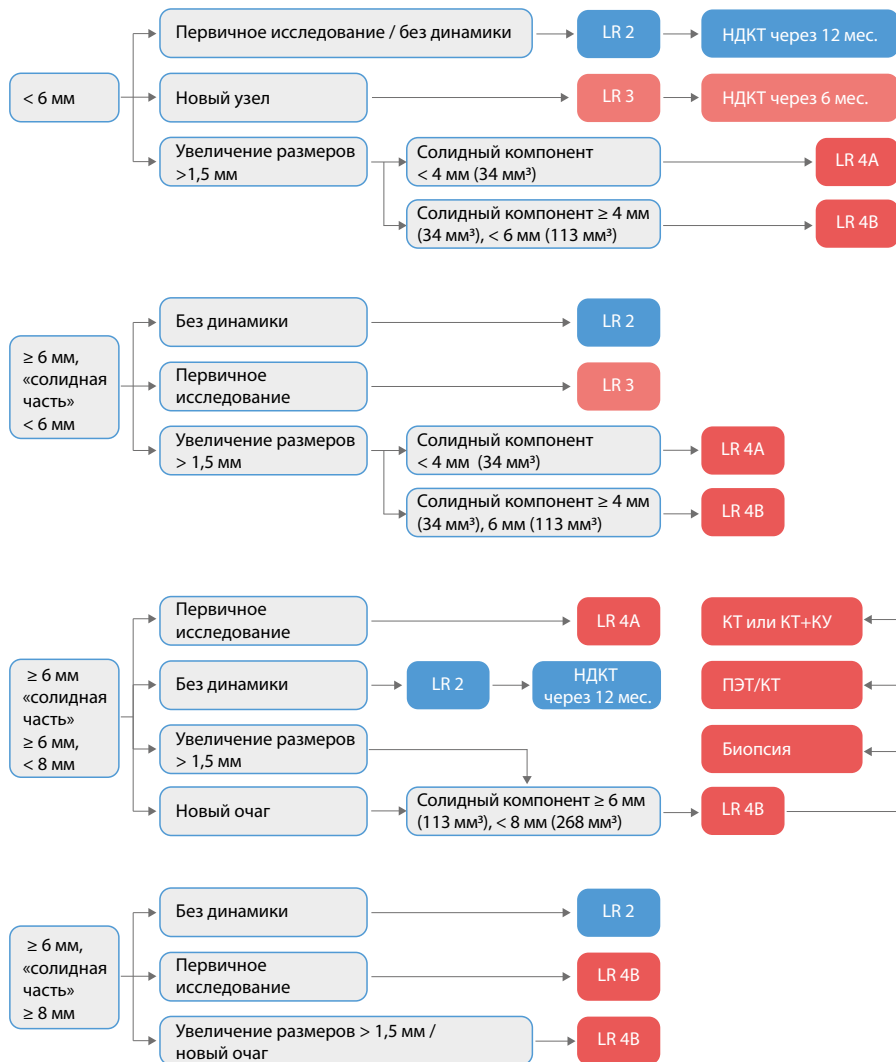 Первичное исследование / без динамики
LR 2
НДКТ через 12 мес.
< 6 мм
Новый узел
LR 3
НДКТ через 6 мес.
Увеличение размеров
>1,5 мм
Солидный компонент
< 4 мм (34 мм³)
LR 4A
Солидный компонент ≥ 4 мм
(34 мм³), < 6 мм (113 мм³)
LR 4B
≥ 6 мм,
«солидная
часть»
< 6 мм
Без динамики
LR 2
Первичное
исследование
LR 3
Увеличение размеров
> 1,5 мм
Солидный компонент
< 4 мм (34 мм³)
LR 4A
Солидный компонент ≥ 4 мм
(34 мм³), 6 мм (113 мм³)
LR 4B
≥ 6 мм
«солидная
часть»
≥ 6 мм,
< 8 мм
Первичное
исследование
LR 4A
КТ или КТ+КУ
Без динамики
LR 2
НДКТ
через 12 мес.
ПЭТ/КТ
Увеличение размеров
> 1,5 мм
Биопсия
Новый очаг
Солидный компонент ≥ 6 мм
(113 мм³), < 8 мм (268 мм³)
LR 4B
≥ 6 мм,
«солидная
часть»
≥ 8 мм
Без динамики
LR 2
Первичное
исследование
LR 4B
Увеличение размеров > 1,5 мм /
новый очаг
LR 4B